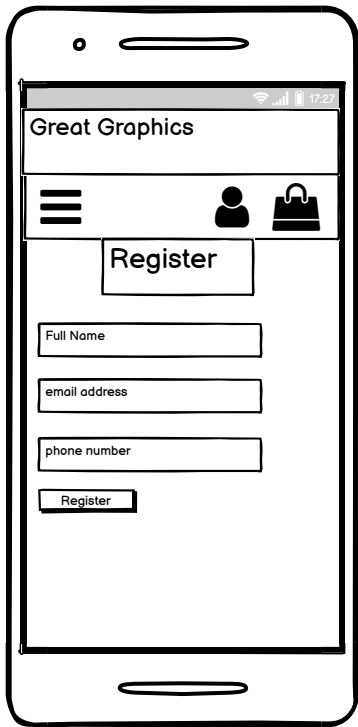 17:27
Great Graphics
Register
Full Name
email address
phone number
Register